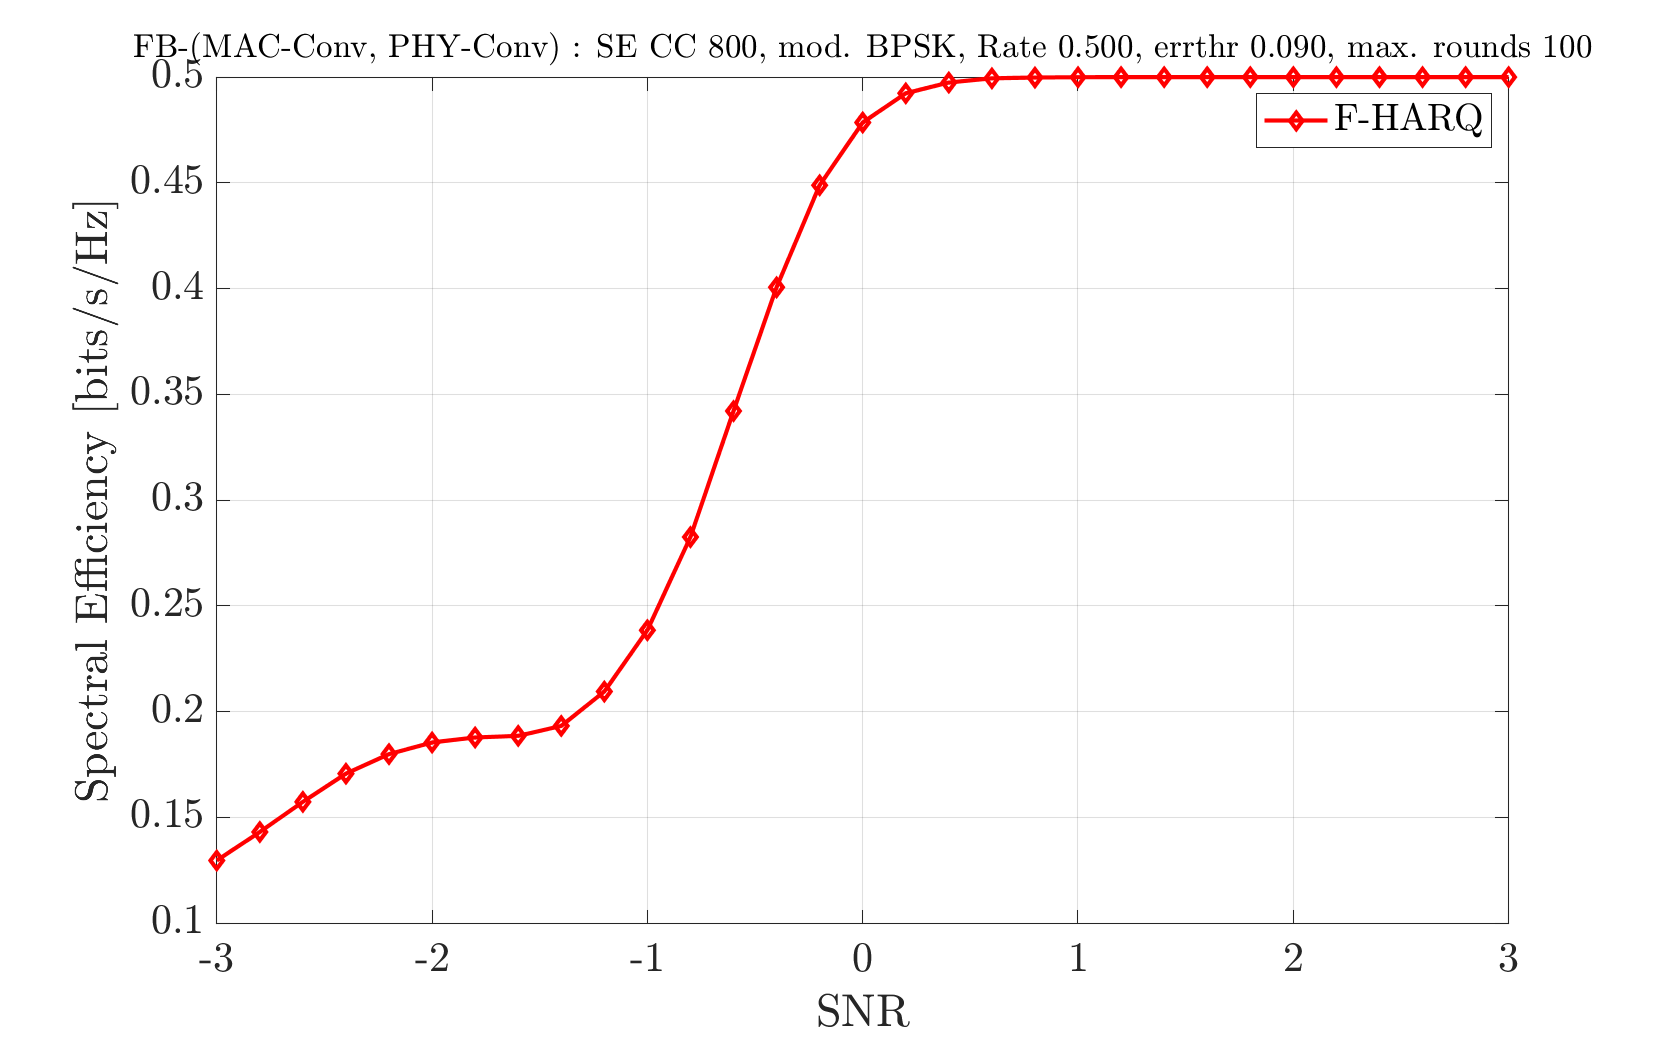 FB-(MAC-Conv, PHY-Conv) : SE CC 800, mod. BPSK, Rate 0.500, errthr 0.090, max. rounds 100
0.5
0.45
0.4
0.35
0.3
0.25
0.2
0.15
0.1
Spectral Efficiency [bits/s/Hz]
F-HARQ
-3 -2 -1 0 1 2 3
SNR